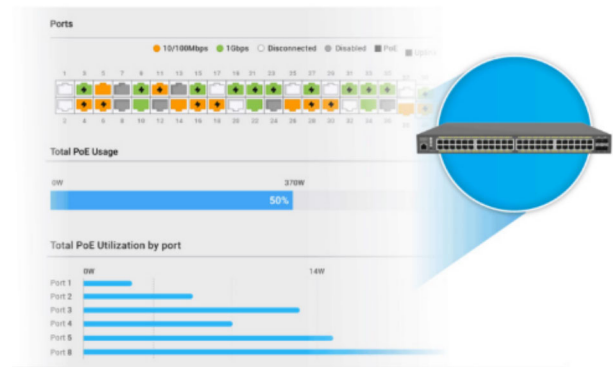 Ports
10/100Mbps 1Gbps Disconnected Disabled PoE
1 3 5 7 9 11 13 15 17 19 21 23 25 27 29 31
2 4 6 8 10 12 14 16 18 20 22 24 26 28 30 32 34
Total PoE Usage
0W 370W
50%
Total PoE Utilization by port
0W 14W
Port 1
Port 2
Port 3
Port 4
Port 5
Port 8